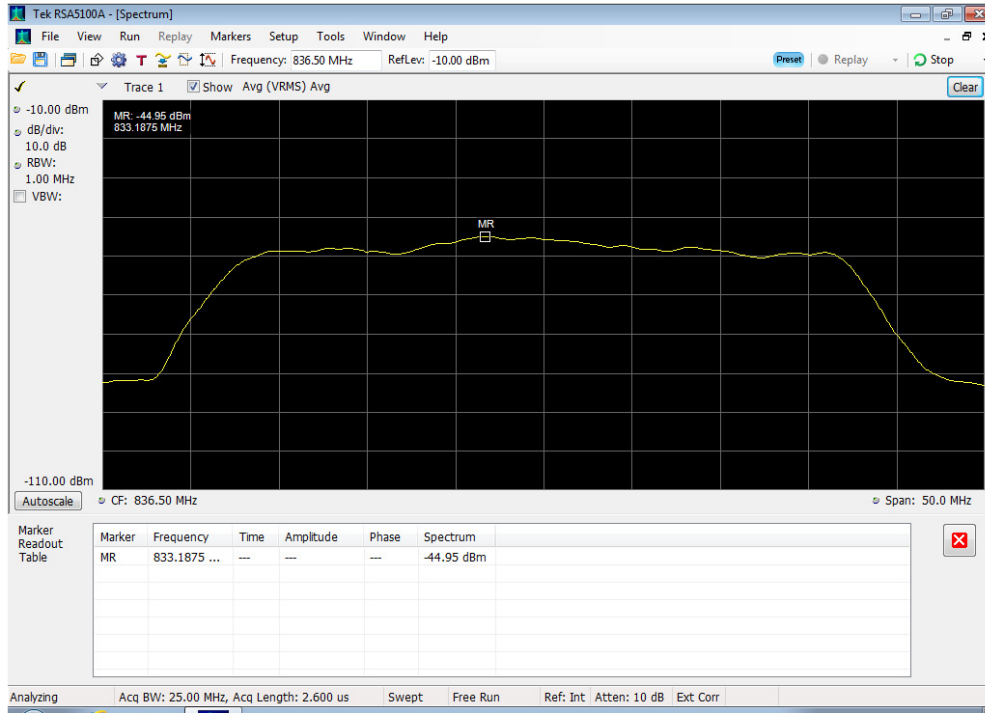 Tek RSA5100A - [Spectrum]
File View Run Replay Markers Setup Tools Window Help
T Frequency: 836.50 MHz RefLev: -10.00 dBm Preset Replay Stop
Trace 1 Show Avg (VRMS) Avg Clear
-10.00 dBm
dB/div:
10.0 dB
RBW:
1.00 MHz
VBW:
MR: -44.95 dBm
833.1875 MHz
MR
-110.00 dBm
Autoscale CF: 836.50 MHz Span: 50.0 MHz
Marker
Readout
Table
Marker Frequency Time Amplitude Phase Spectrum
MR 833.1875 ... --- --- --- -44.95 dBm
Analyzing Acq BW: 25.00 MHz, Acq Length: 2.600 us Swept Free Run Ref: Int Atten: 10 dB Ext Corr